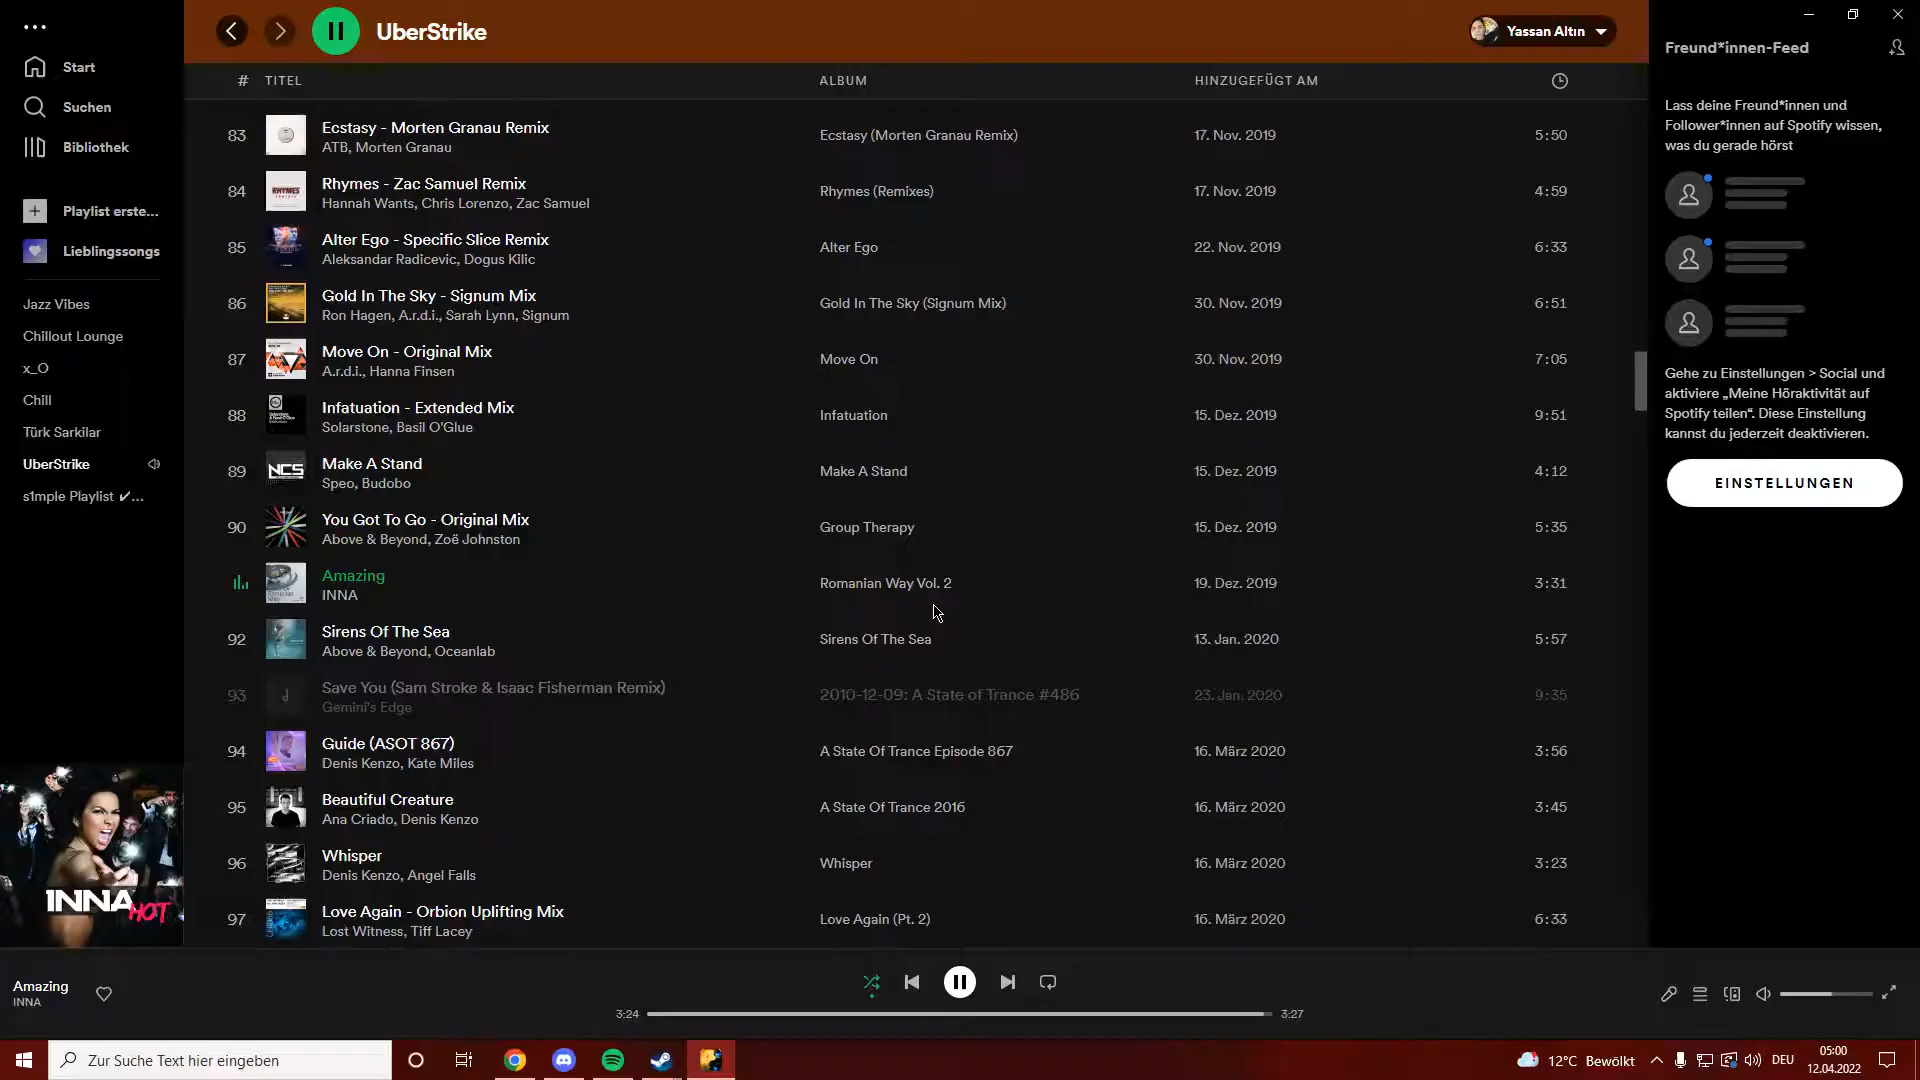 Start
Suchen
Bibliothek
Playlist erste...
Lieblingssongs
Jazz Vibes
Chillout Lounge
x_O
Chill
Türk Sarkilar
UberStrike
s1mple Playlist ✓...
INNA HOT
UberStrike
Yassan Altın
# TITEL ALBUM HINZUGEFÜGT AM
83 Ecstasy - Morten Granau Remix Ecstasy (Morten Granau Remix) 17. Nov. 2019 5:50
ATB, Morten Granau
84 Rhymes - Zac Samuel Remix Rhymes (Remixes) 17. Nov. 2019 4:59
Hannah Wants, Chris Lorenzo, Zac Samuel
85 Alter Ego - Specific Slice Remix Alter Ego 22. Nov. 2019 6:33
Aleksandar Radicevic, Dogus Kilic
86 Gold In The Sky - Signum Mix Gold In The Sky (Signum Mix) 30. Nov. 2019 6:51
Ron Hagen, A.r.d.i., Sarah Lynn, Signum
87 Move On - Original Mix Move On 30. Nov. 2019 7:05
A.r.d.i., Hanna Finsen
88 Infatuation - Extended Mix Infatuation 15. Dez. 2019 9:51
Solarstone, Basil O'Glue
NCS
89 Make A Stand Make A Stand 15. Dez. 2019 4:12
Speo, Budobo
90 You Got To Go - Original Mix Group Therapy 15. Dez. 2019 5:35
Above & Beyond, Zoë Johnston
Amazing Romanian Way Vol. 2 19. Dez. 2019 3:31
INNA
92 Sirens Of The Sea Sirens Of The Sea 13. Jan. 2020 5:57
Above & Beyond, Oceanlab
93 Save You (Sam Stroke & Isaac Fisherman Remix) 2010-12-09: A State of Trance #486 23. Jan. 2020 9:35
Gemini's Edge
94 Guide (ASOT 867) A State Of Trance Episode 867 16. März 2020 3:56
Denis Kenzo, Kate Miles
95 Beautiful Creature A State Of Trance 2016 16. März 2020 3:45
Ana Criado, Denis Kenzo
96 Whisper Whisper 16. März 2020 3:23
Denis Kenzo, Angel Falls
97 Love Again - Orbion Uplifting Mix Love Again (Pt. 2) 16. März 2020 6:33
Lost Witness, Tiff Lacey
Freund*innen-Feed
Lass deine Freund*innen und
Follower*innen auf Spotify wissen,
was du gerade hörst
Gehe zu Einstellungen > Social und
aktiviere „Meine Höraktivität auf
Spotify teilen“. Diese Einstellung
kannst du jederzeit deaktivieren.
EINSTELLUNGEN
Amazing
INNA
3:24 3:27
Zur Suche Text hier eingeben
12°C Bewölkt
DEU
05:00
12.04.2022